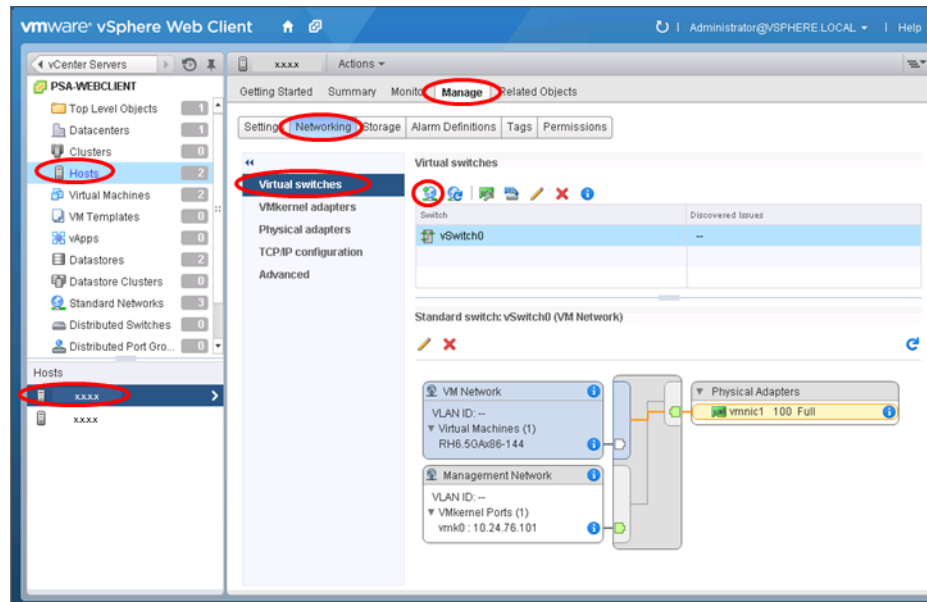 vmware® vSphere Web Client
Administrator@VSPHERE.LOCAL
Help
vCenter Servers
PSA-WEBCLIENT
Top Level Objects 1
Datacenters 1
Clusters 0
Hosts 2
Virtual Machines 2
VM Templates 0
vApps 0
Datastores 2
Datastore Clusters 0
Standard Networks 3
Distributed Switches 0
Distributed Port Gro... 0
Hosts
xxxx
xxxx
xxxx Actions
Getting Started Summary Monitor Manage Related Objects
Settings Networking Storage Alarm Definitions Tags Permissions
Virtual switches
VMkernel adapters
Physical adapters
TCP/IP configuration
Advanced
Virtual switches
Switch Discovered Issues
vSwitch0 --
Standard switch: vSwitch0 (VM Network)
VM Network
VLAN ID: --
Virtual Machines (1)
RH6.5GAx86-144
Management Network
VLAN ID: --
VMkernel Ports (1)
vmk0 : 10.24.76.101
Physical Adapters
vmnic1 100 Full